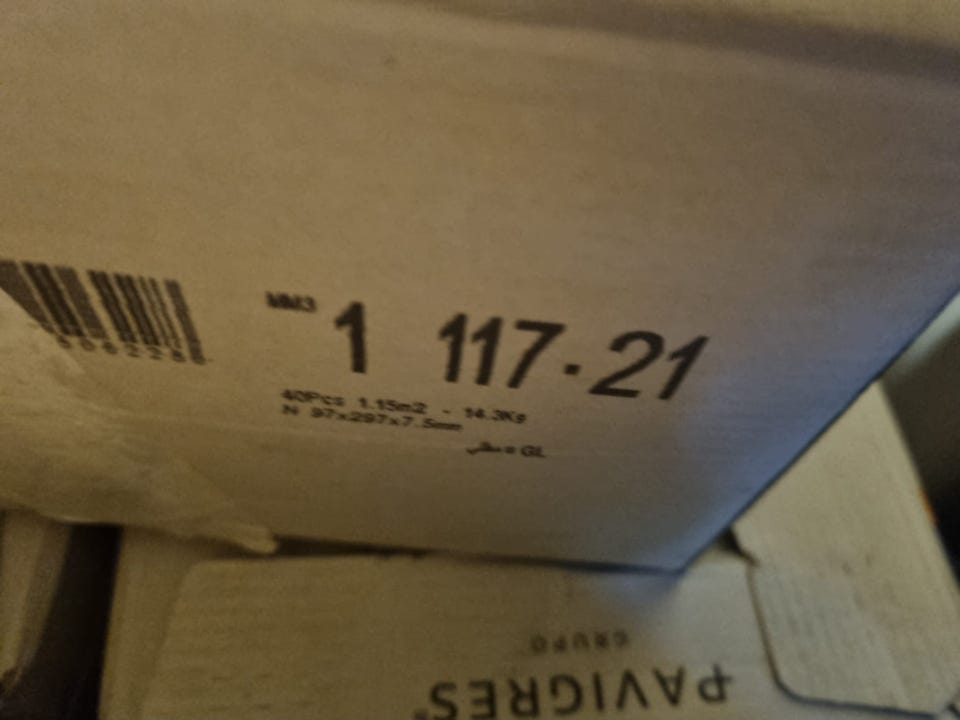 MM3 1 117·21
40Pcs 1.15m2 - 14.3Kg
N 97x297x7.5mm
GL
GRUPO
PAVIGRES